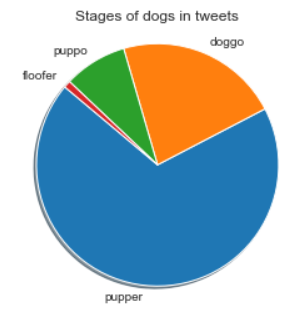 Stages of dogs in tweets
doggo
puppo
floofer
pupper